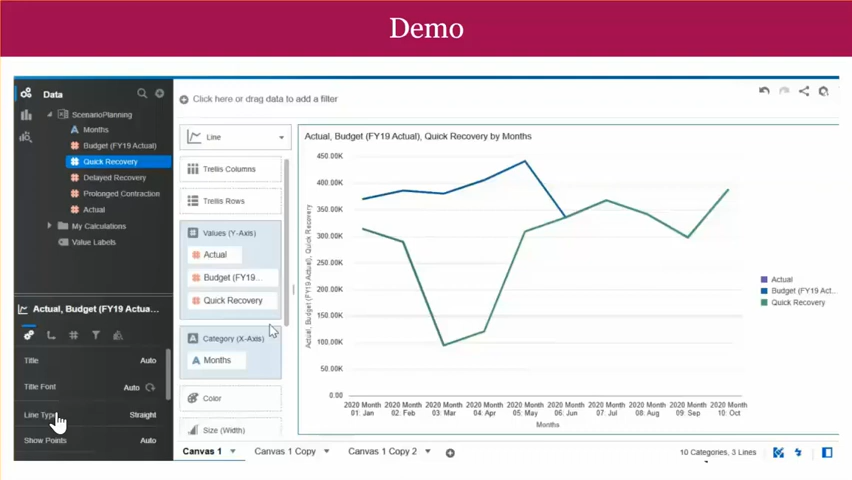 Demo
Data
ScenarioPlanning
Months
Budget (FY19 Actual)
Quick Recovery
Delayed Recovery
Prolonged Contraction
Actual
My Calculations
Value Labels
Actual, Budget (FY19 Actua...
Title
Auto
Title Font
Auto
Line Type
Straight
Show Points
Auto
Click here or drag data to add a filter
Line
Trellis Columns
Trellis Rows
Values (Y-Axis)
Actual
Budget (FY19...
Quick Recovery
Category (X-Axis)
Months
Color
Size (Width)
Actual, Budget (FY19 Actual), Quick Recovery by Months
Actual, Budget (FY19 Actual), Quick Recovery
450.00K
400.00K
350.00K
300.00K
250.00K
200.00K
150.00K
100.00K
50.00K
0.00
2020 Month 2020 Month 2020 Month 2020 Month 2020 Month 2020 Month 2020 Month 2020 Month 2020 Month 2020 Month
01: Jan 02: Feb 03: Mar 04: Apr 05: May 06: Jun 07: Jul 08: Aug 09: Sep 10: Oct
Months
Actual
Budget (FY19 Act...
Quick Recovery
Canvas 1
Canvas 1 Copy
Canvas 1 Copy 2
10 Categories, 3 Lines